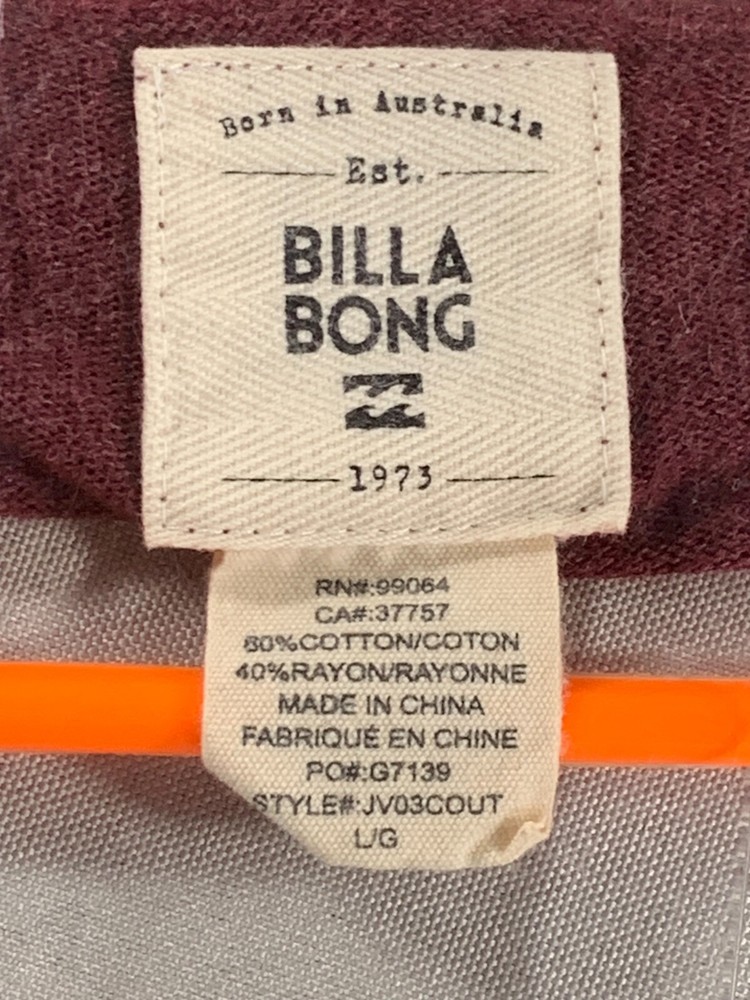 Born in Australia
Est.
BILLA
BONG
1973
RN#:99064
CA#:37757
60%COTTON/COTON
40%RAYON/RAYONNE
MADE IN CHINA
FABRIQUÉ EN CHINE
PO#:G7139
STYLE#:JV03COUT
L/G